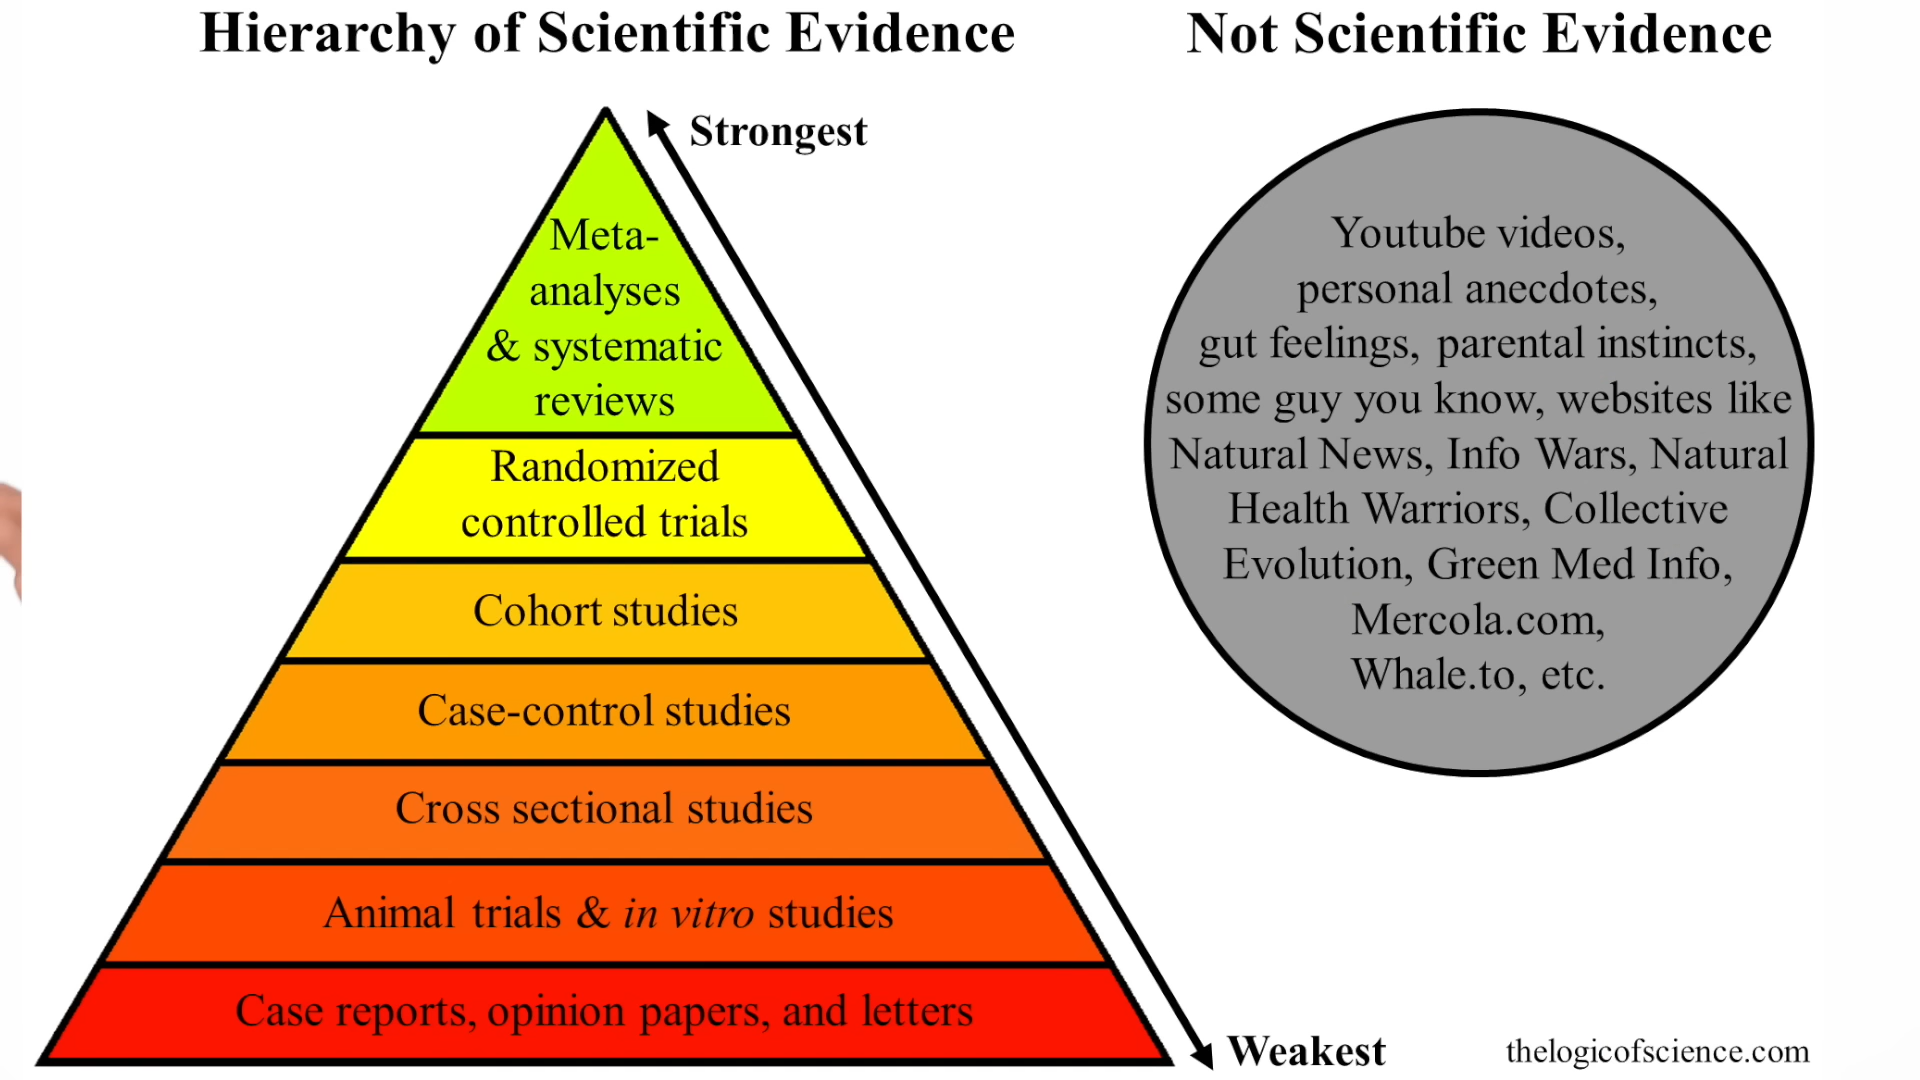 Hierarchy of Scientific Evidence
Not Scientific Evidence
Strongest
Meta-
analyses
& systematic
reviews
Randomized
controlled trials
Cohort studies
Case-control studies
Cross sectional studies
Animal trials & in vitro studies
Case reports, opinion papers, and letters
Weakest
Youtube videos,
personal anecdotes,
gut feelings, parental instincts,
some guy you know, websites like
Natural News, Info Wars, Natural
Health Warriors, Collective
Evolution, Green Med Info,
Mercola.com,
Whale.to, etc.
thelogicofscience.com